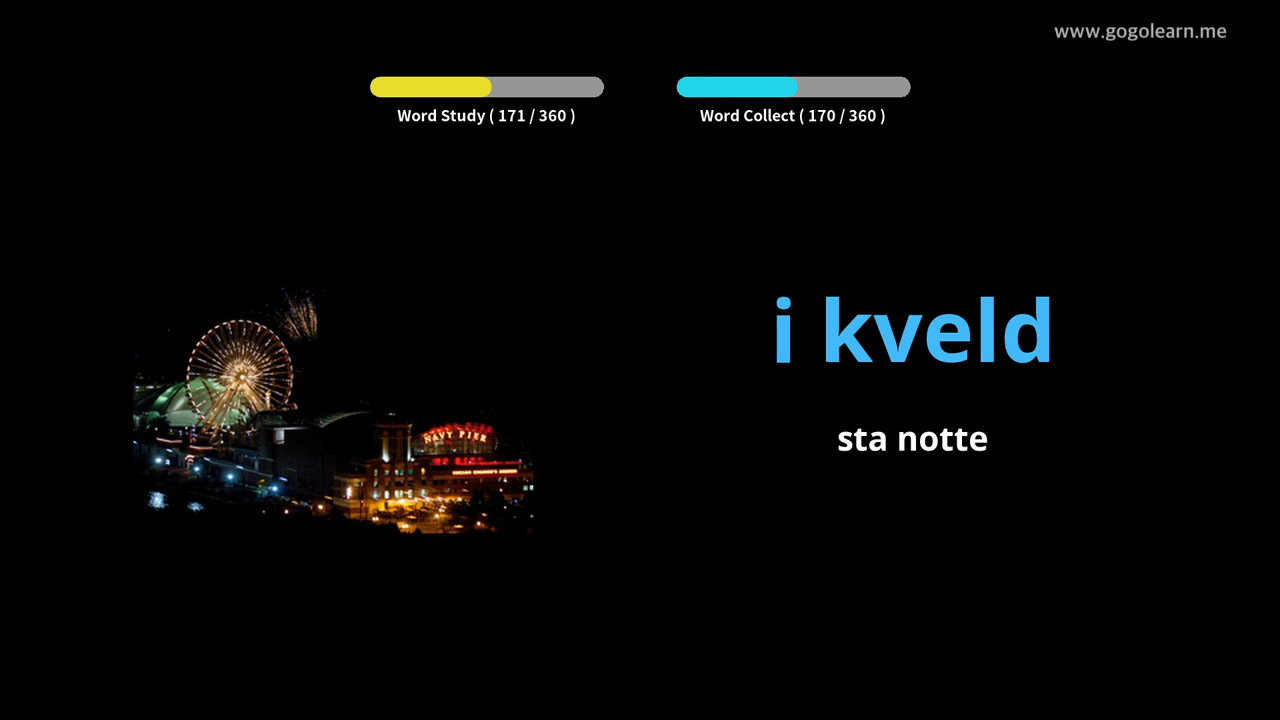 www.gogolearn.me
Word Study ( 171 / 360 )
Word Collect ( 170 / 360 )
i kveld
sta notte
NAVY PIER